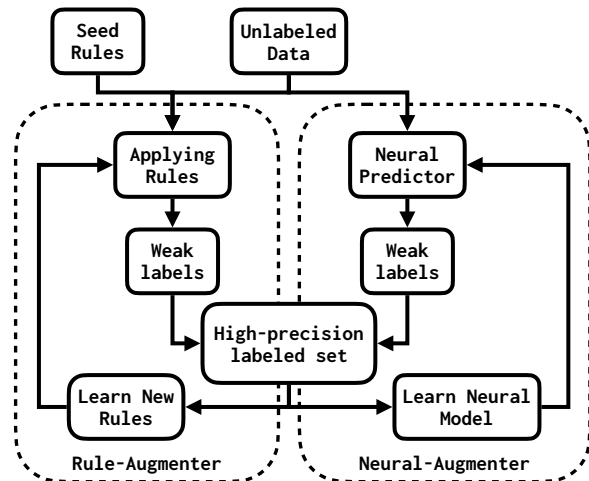 Seed
Rules
Unlabeled
Data
Applying
Rules
Neural
Predictor
Weak
labels
Weak
labels
High-precision
labeled set
Learn New
Rules
Learn Neural
Model
Rule-Augmenter
Neural-Augmenter